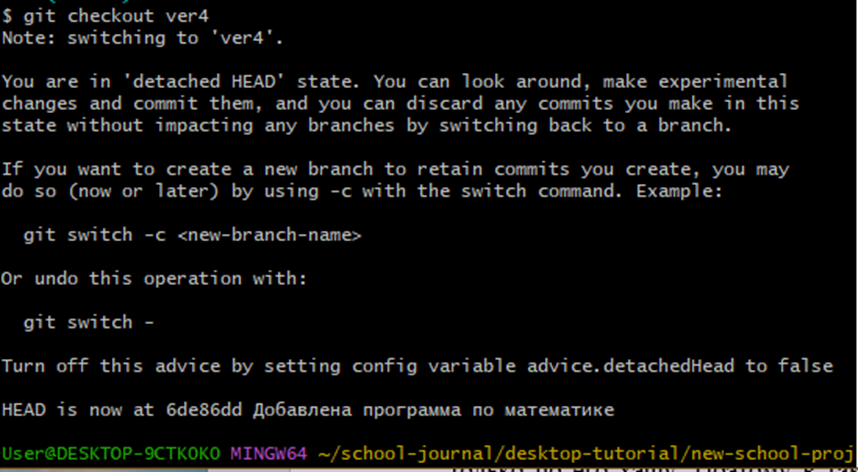 $ git checkout ver4
Note: switching to 'ver4'.
You are in 'detached HEAD' state. You can look around, make experimental
changes and commit them, and you can discard any commits you make in this
state without impacting any branches by switching back to a branch.
If you want to create a new branch to retain commits you create, you may
do so (now or later) by using -c with the switch command. Example:
git switch -c <new-branch-name>
Or undo this operation with:
git switch -
Turn off this advice by setting config variable advice.detachedHead to false
HEAD is now at 6de86dd Добавлена программа по математике
User@DESKTOP-9CTKOKO MINGW64 ~/school-journal/desktop-tutorial/new-school-proj